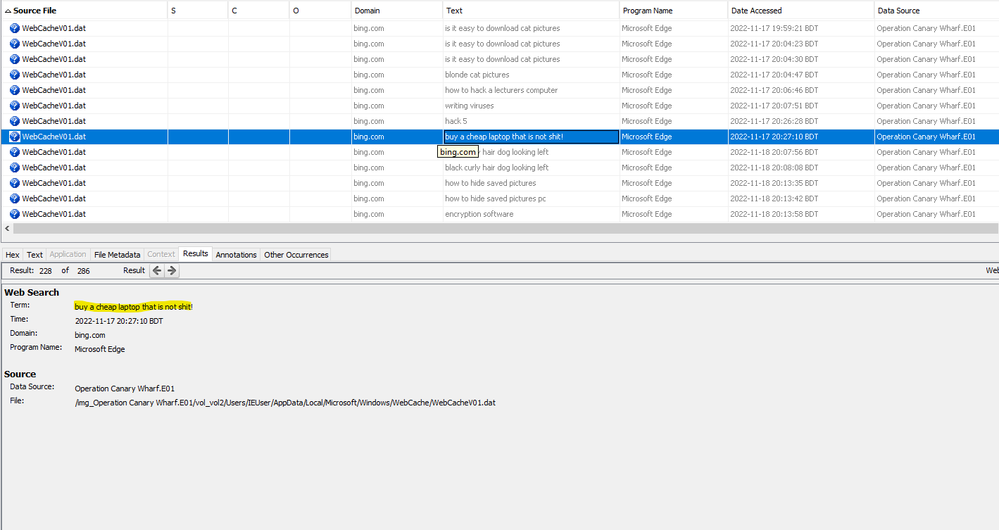 Source File S C O Domain Text Program Name Date Accessed Data Source
WebCacheV01.dat bing.com is it easy to download cat pictures Microsoft Edge 2022-11-17 19:59:21 BDT Operation Canary Wharf.E01
WebCacheV01.dat bing.com is it easy to download cat pictures Microsoft Edge 2022-11-17 20:04:23 BDT Operation Canary Wharf.E01
WebCacheV01.dat bing.com is it easy to download cat pictures Microsoft Edge 2022-11-17 20:04:30 BDT Operation Canary Wharf.E01
WebCacheV01.dat bing.com blonde cat pictures Microsoft Edge 2022-11-17 20:04:47 BDT Operation Canary Wharf.E01
WebCacheV01.dat bing.com how to hack a lecturers computer Microsoft Edge 2022-11-17 20:06:46 BDT Operation Canary Wharf.E01
WebCacheV01.dat bing.com writing viruses Microsoft Edge 2022-11-17 20:07:51 BDT Operation Canary Wharf.E01
WebCacheV01.dat bing.com hack 5 Microsoft Edge 2022-11-17 20:26:28 BDT Operation Canary Wharf.E01
WebCacheV01.dat bing.com buy a cheap laptop that is not shit! Microsoft Edge 2022-11-17 20:27:10 BDT Operation Canary Wharf.E01
WebCacheV01.dat bing.com bing.com y hair dog looking left Microsoft Edge 2022-11-18 20:07:56 BDT Operation Canary Wharf.E01
WebCacheV01.dat bing.com black curly hair dog looking left Microsoft Edge 2022-11-18 20:08:08 BDT Operation Canary Wharf.E01
WebCacheV01.dat bing.com how to hide saved pictures Microsoft Edge 2022-11-18 20:13:35 BDT Operation Canary Wharf.E01
WebCacheV01.dat bing.com how to hide saved pictures pc Microsoft Edge 2022-11-18 20:13:42 BDT Operation Canary Wharf.E01
WebCacheV01.dat bing.com encryption software Microsoft Edge 2022-11-18 20:13:58 BDT Operation Canary Wharf.E01
Hex Text Application File Metadata Context Results Annotations Other Occurrences
Result: 228 of 286 Result Web
Web Search
Term: buy a cheap laptop that is not shit!
Time: 2022-11-17 20:27:10 BDT
Domain: bing.com
Program Name: Microsoft Edge
Source
Data Source: Operation Canary Wharf.E01
File: /img_Operation Canary Wharf.E01/vol_vol2/Users/IEUser/AppData/Local/Microsoft/Windows/WebCache/WebCacheV01.dat